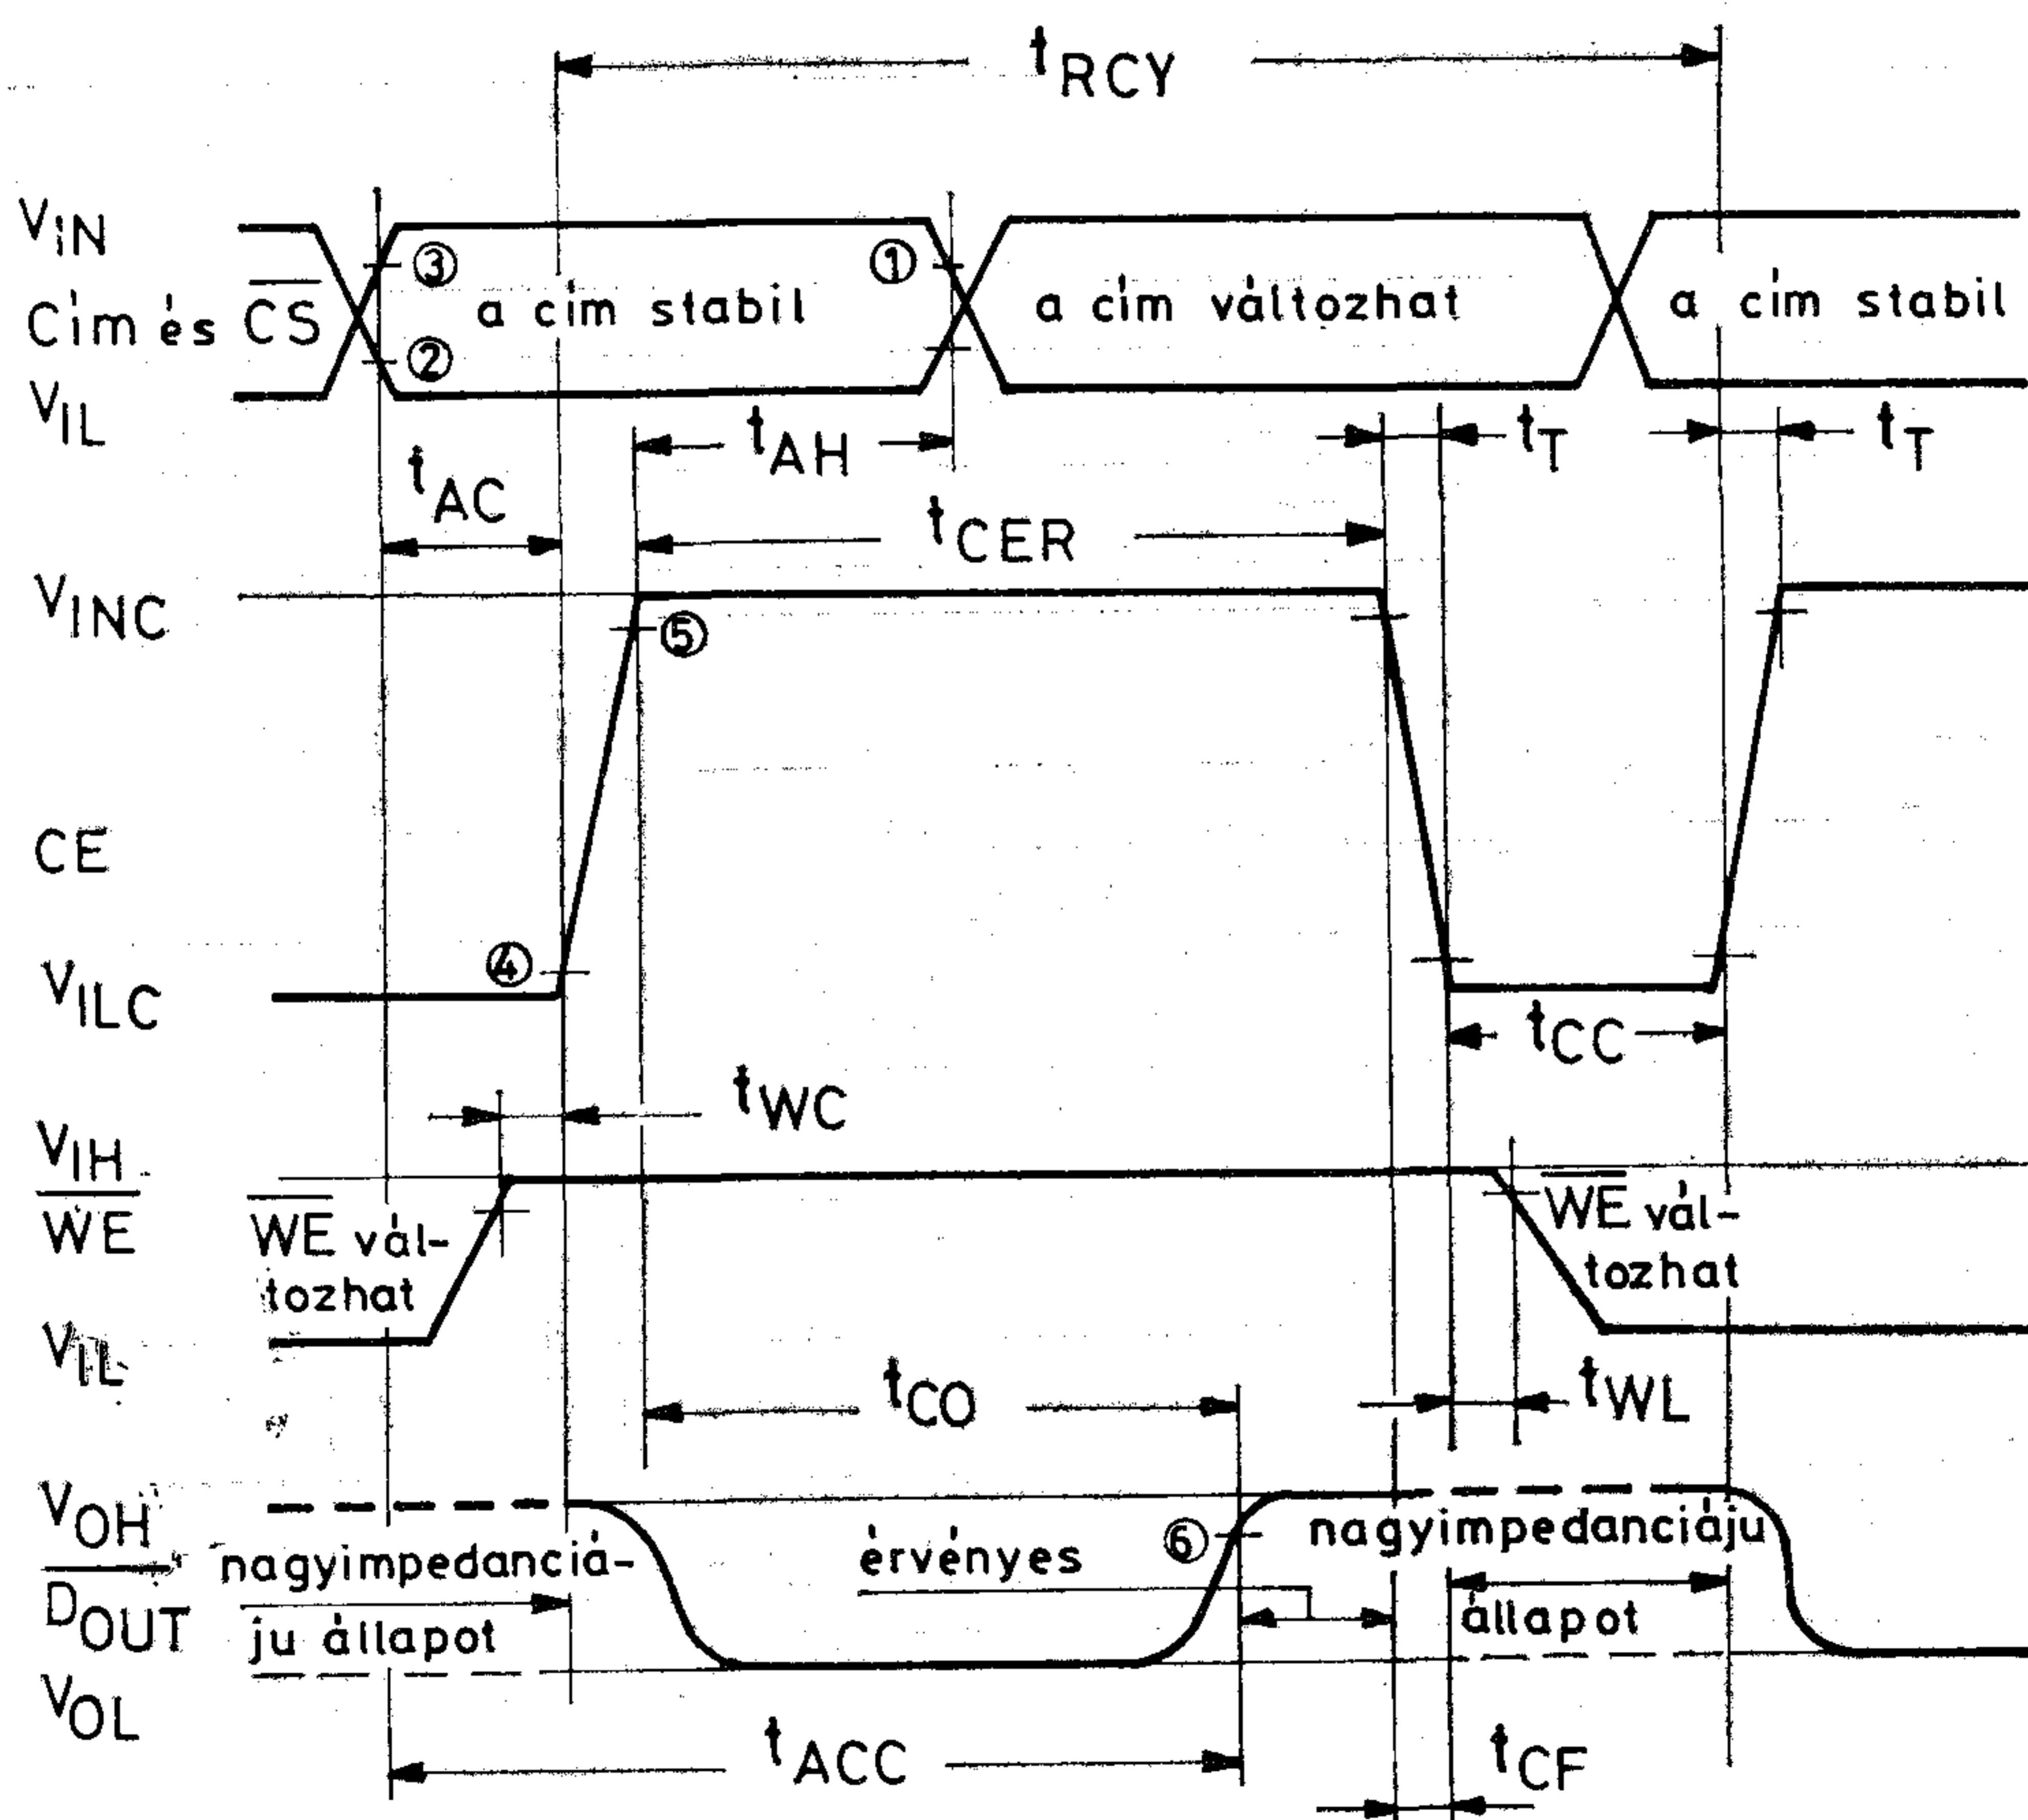 tRCY
VIN
③ ①
Cím és CS a cím stabil a cím változhat a cím stabil
②
VIL
tAH tT tT
tAC
tCER
VINC
⑤
CE
④
VILC
tCC
tWC
VIH
WE
WE vál-
tozhat
WE vál-
tozhat
VIL
tCO
tWL
VOH
DOUT
nagyimpedanciá-
ju állapot
érvényes
⑥
nagyimpedanciáju
állapot
VOL
tACC
tCF